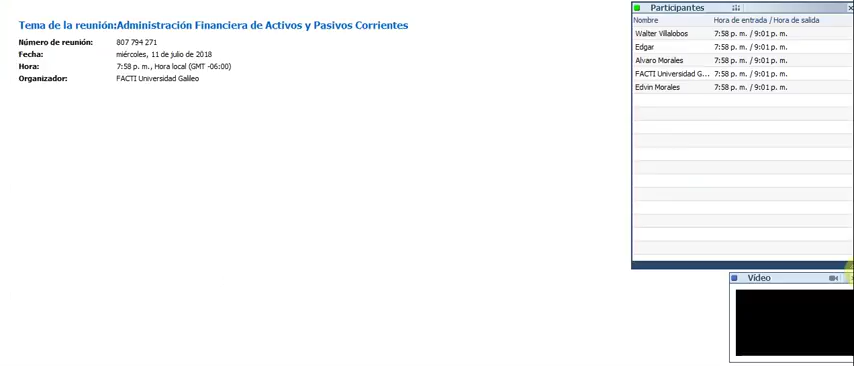 Tema de la reunión:Administración Financiera de Activos y Pasivos Corrientes
Número de reunión: 807 794 271
Fecha: miércoles, 11 de julio de 2018
Hora: 7:58 p. m., Hora local (GMT -06:00)
Organizador: FACTI Universidad Galileo
Participantes
Nombre Hora de entrada / Hora de salida
Walter Villalobos 7:58 p. m. / 9:01 p. m.
Edgar 7:58 p. m. / 9:01 p. m.
Alvaro Morales 7:58 p. m. / 9:01 p. m.
FACTI Universidad G... 7:58 p. m. / 9:01 p. m.
Edvin Morales 7:58 p. m. / 9:01 p. m.
Vídeo